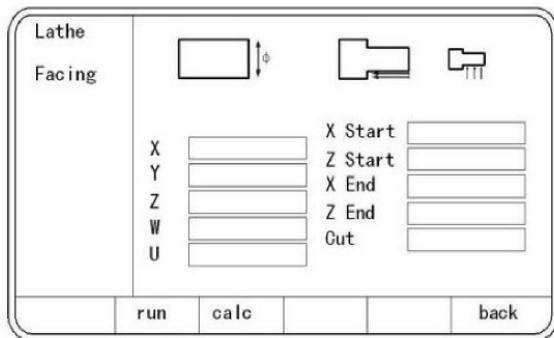 Lathe
Facing
ϕ
X
Y
Z
W
U
X Start
Z Start
X End
Z End
Cut
run
calc
back